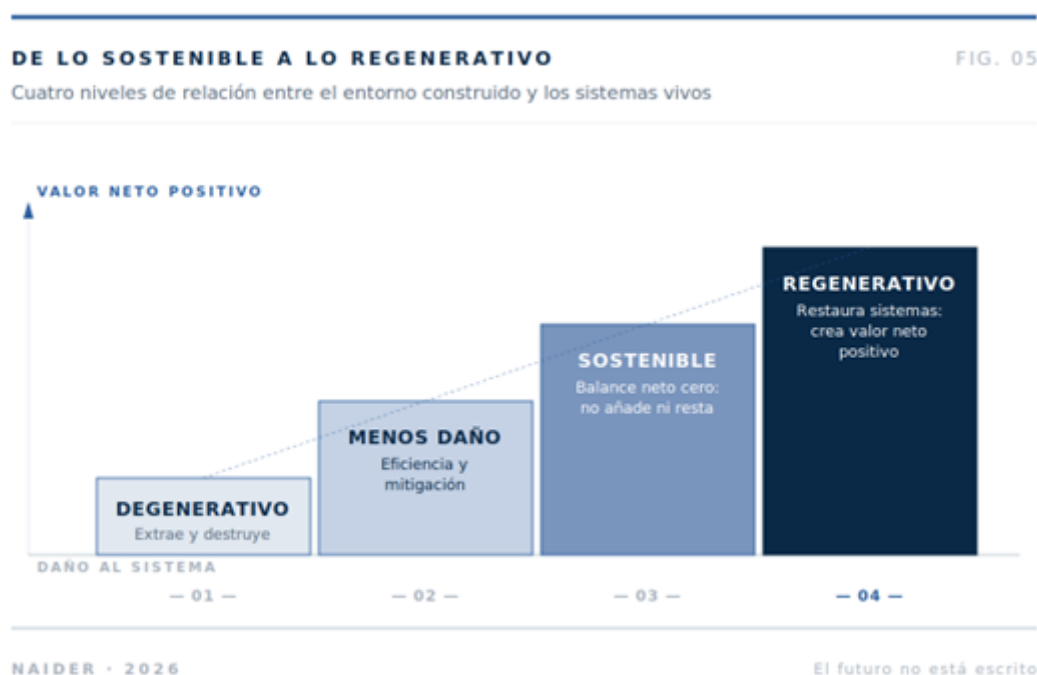 DE LO SOSTENIBLE A LO REGENERATIVO
FIG. 05
Cuatro niveles de relación entre el entorno construido y los sistemas vivos
VALOR NETO POSITIVO
REGENERATIVO
Restaura sistemas:
crea valor neto
positivo
SOSTENIBLE
Balance neto cero:
no añade ni resta
MENOS DAÑO
Eficiencia y
mitigación
DEGENERATIVO
Extrae y destruye
DAÑO AL SISTEMA
— 01 —
— 02 —
— 03 —
— 04 —
NAIDER · 2026
El futuro no está escrito